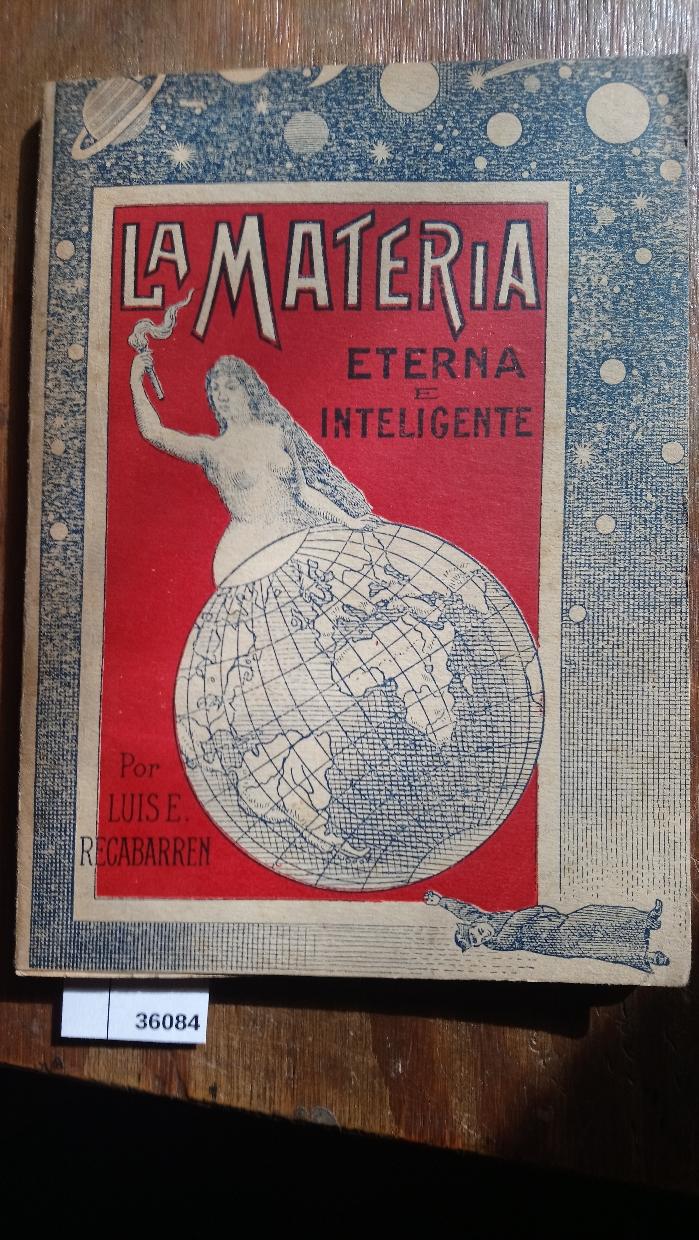 LA MATERIA
ETERNA
E
INTELIGENTE
Por
LUIS E.
RECABARREN
36084